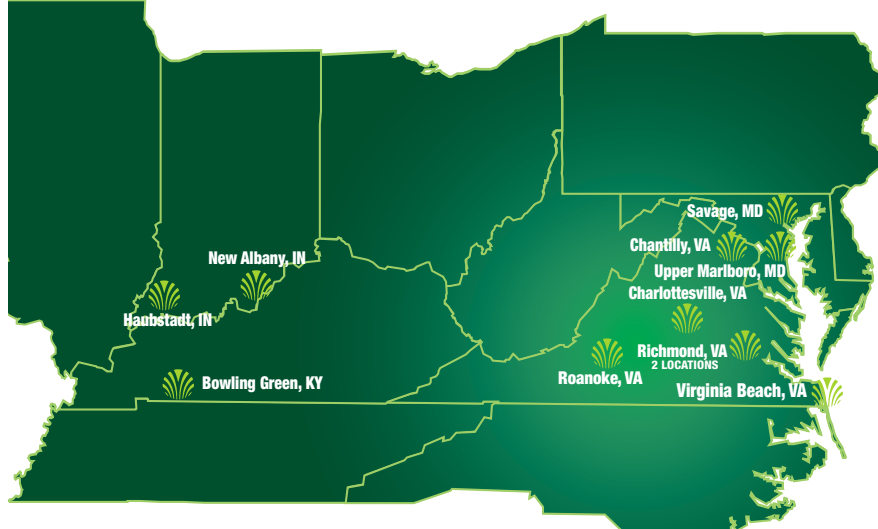 Savage, MD
Chantilly, VA
New Albany, IN
Upper Marlboro, MD
Charlottesville, VA
Haubstadt, IN
Richmond, VA
2 LOCATIONS
Roanoke, VA
Bowling Green, KY
Virginia Beach, VA